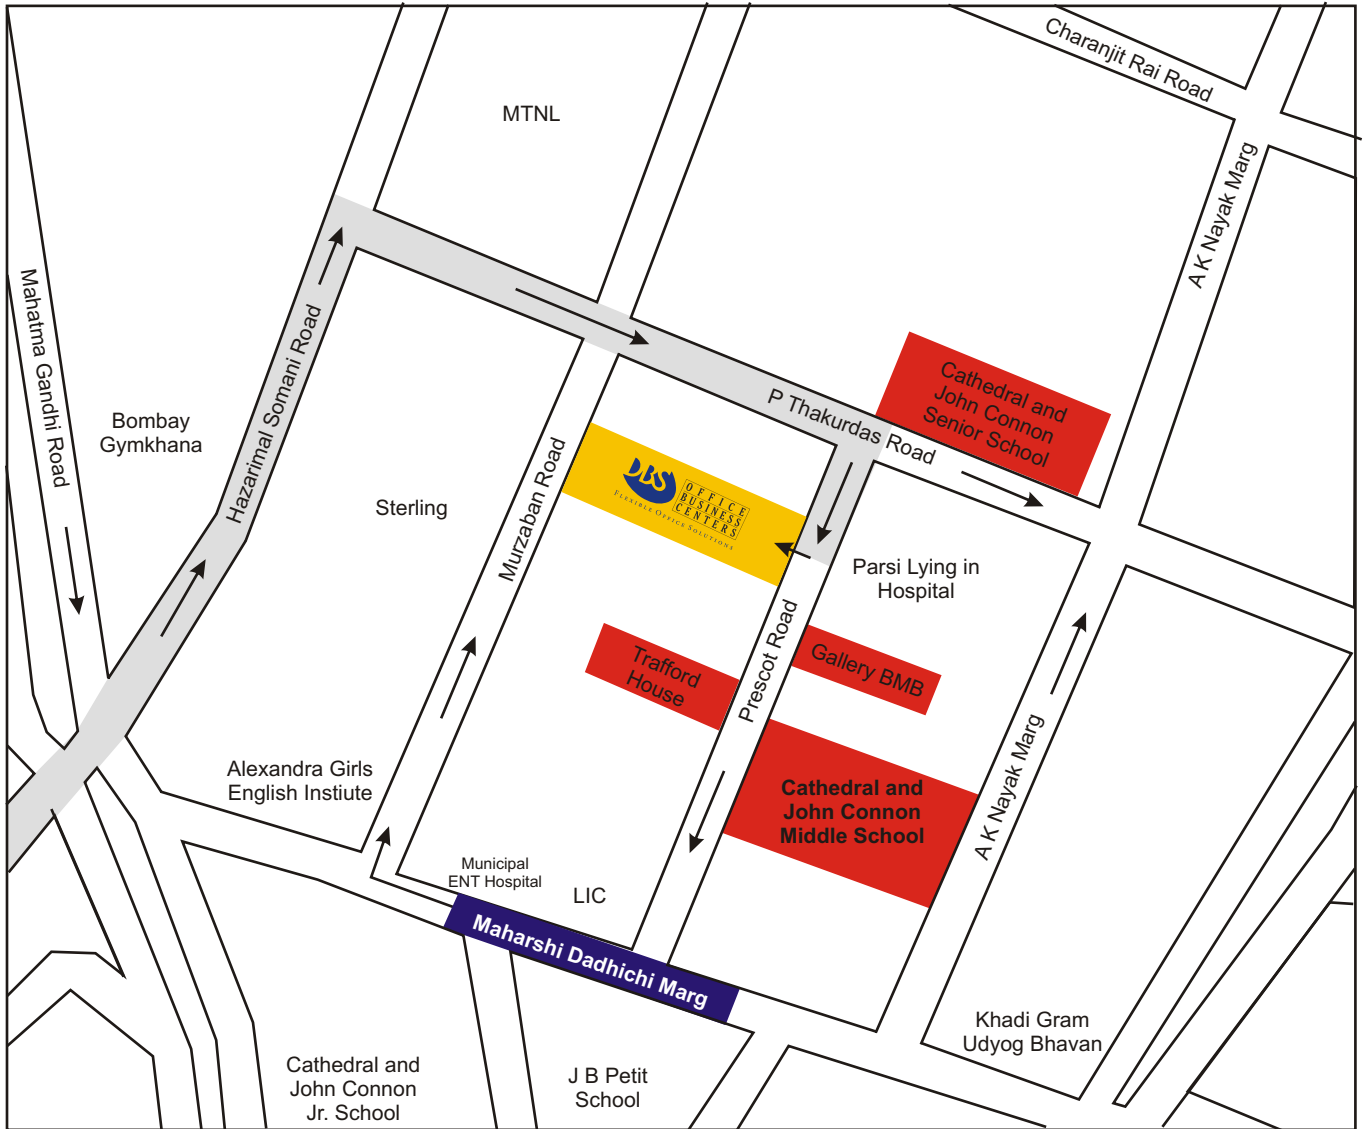 Charanjit Rai Road
MTNL
A K Nayak Marg
Mahatma Gandhi Road
Hazarimal Somani Road
Bombay
Gymkhana
Cathedral and
John Connon
Senior School
P Thakurdas Road
Sterling
Murzaban Road
DBS
OFFICE
BUSINESS
CENTERS
FLEXIBLE OFFICE SOLUTIONS
Parsi Lying in
Hospital
Prescot Road
Trafford
House
Gallery BMB
A K Nayak Marg
Alexandra Girls
English Instiute
Cathedral and
John Connon
Middle School
Municipal
ENT Hospital
LIC
Maharshi Dadhichi Marg
Khadi Gram
Udyog Bhavan
Cathedral and
John Connon
Jr. School
J B Petit
School